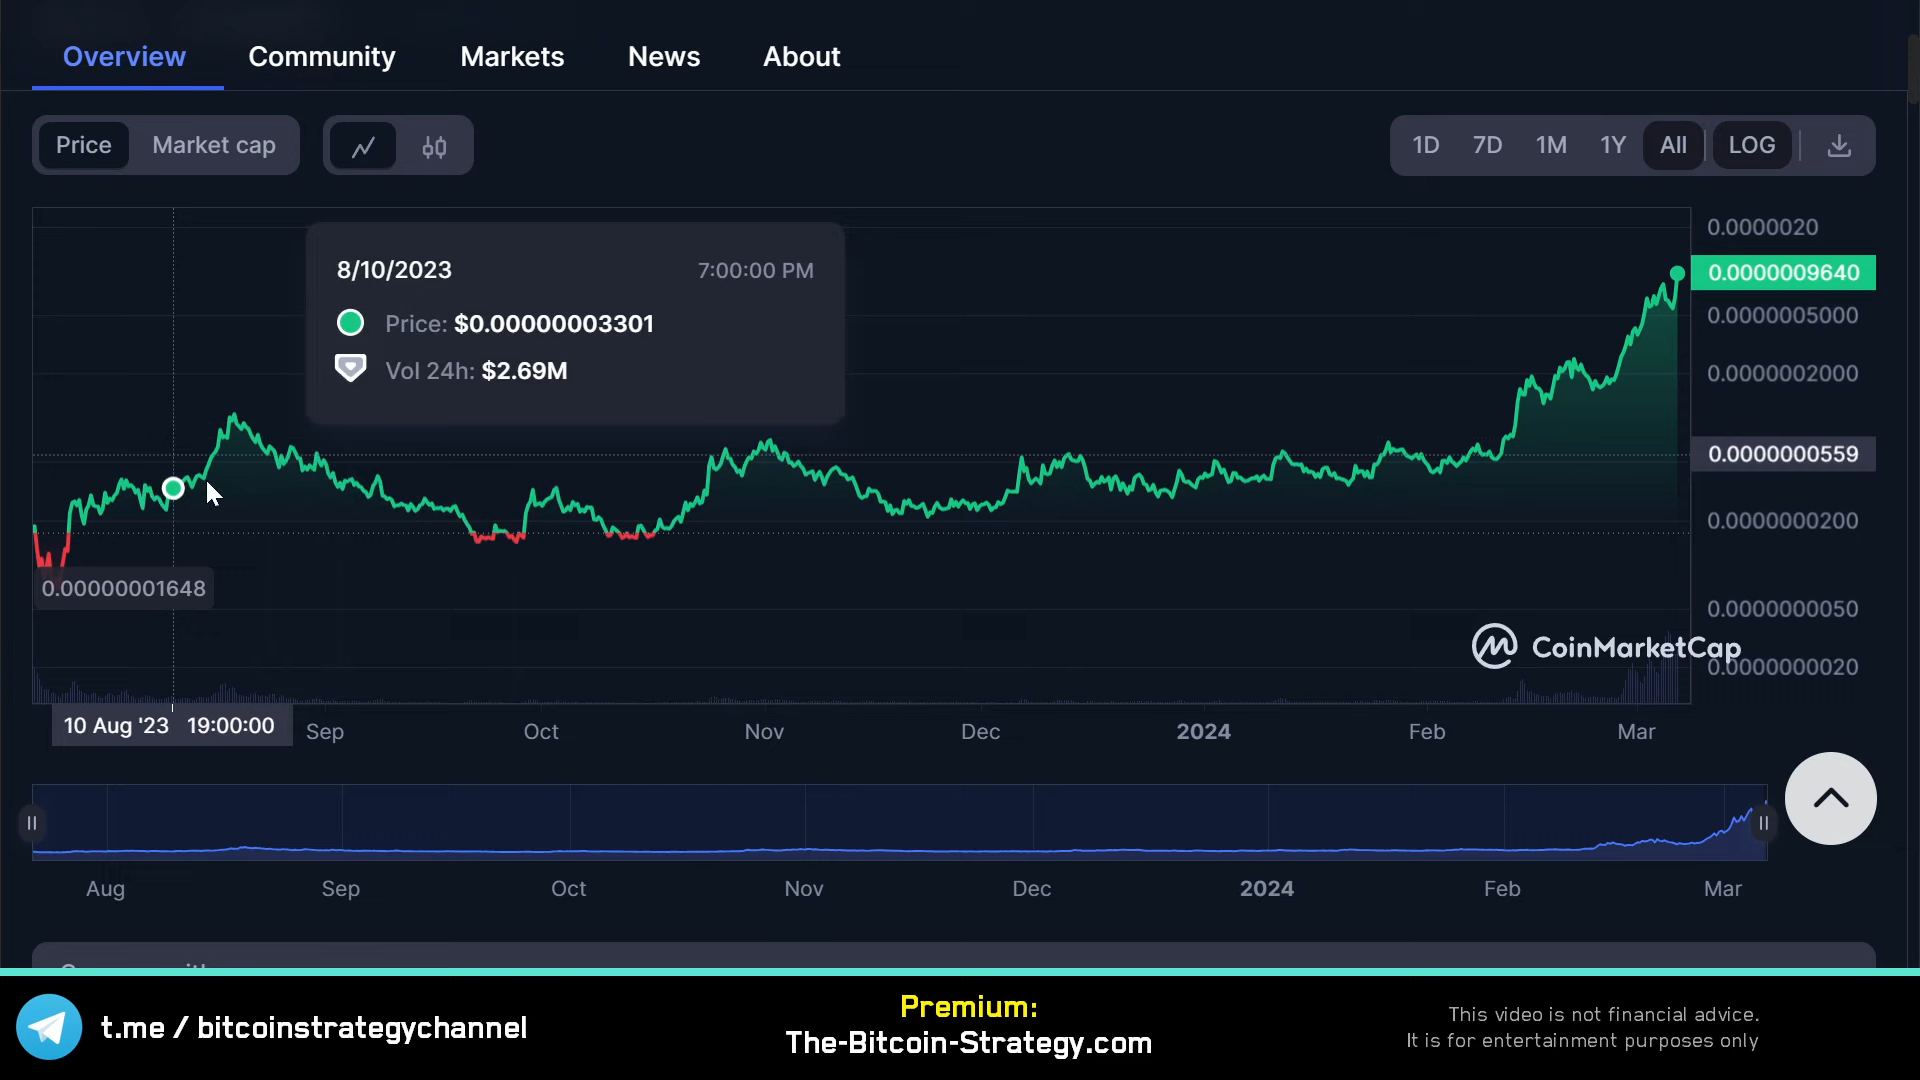 Overview Community Markets News About
Price Market cap 1D 7D 1M 1Y All LOG
0.0000020
8/10/2023 7:00:00 PM
0.0000009640
Price: $0.00000003301
0.0000005000
Vol 24h: $2.69M
0.0000002000
0.0000000559
0.0000000200
0.00000001648
0.0000000050
CoinMarketCap
0.0000000020
10 Aug '23 19:00:00 Sep Oct Nov Dec 2024 Feb Mar
Aug Sep Oct Nov Dec 2024 Feb Mar
t.me / bitcoinstrategychannel
Premium:
The-Bitcoin-Strategy.com
This video is not financial advice.
It is for entertainment purposes only